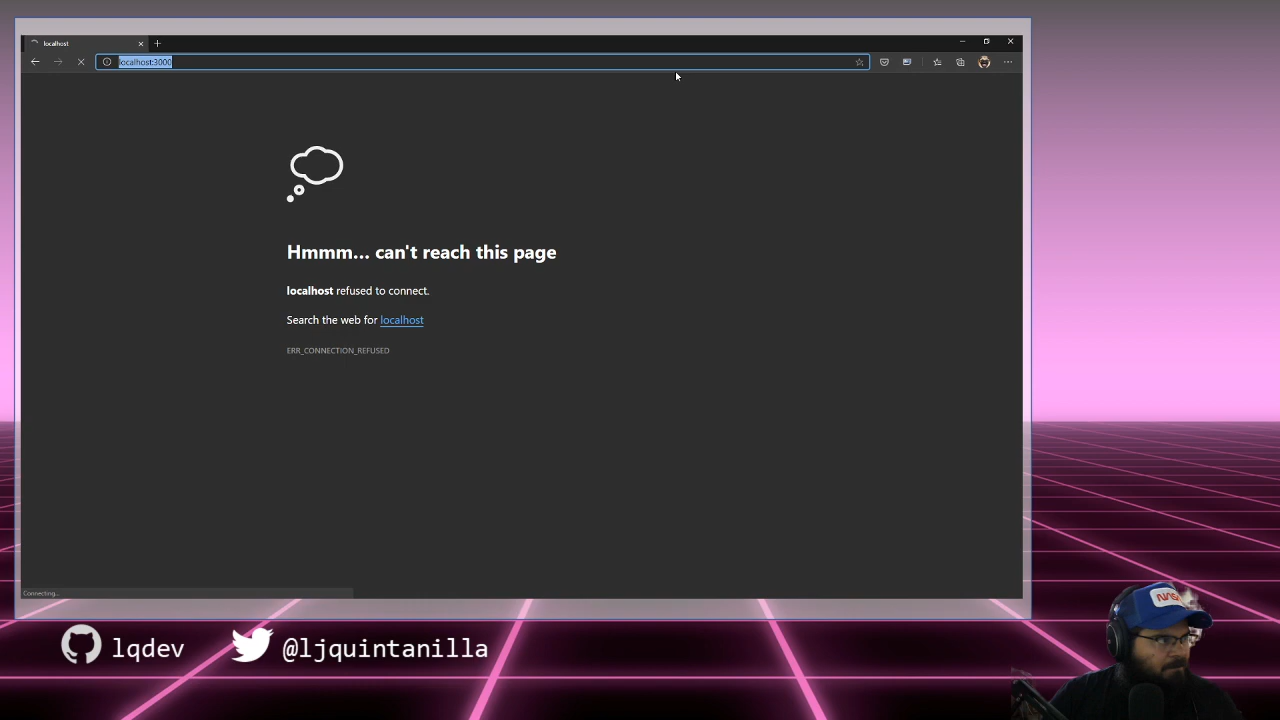 localhost
localhost:3000
Hmmm... can't reach this page
localhost refused to connect.
Search the web for localhost
ERR_CONNECTION_REFUSED
Connecting...
lqdev
@ljquintanilla
NASA